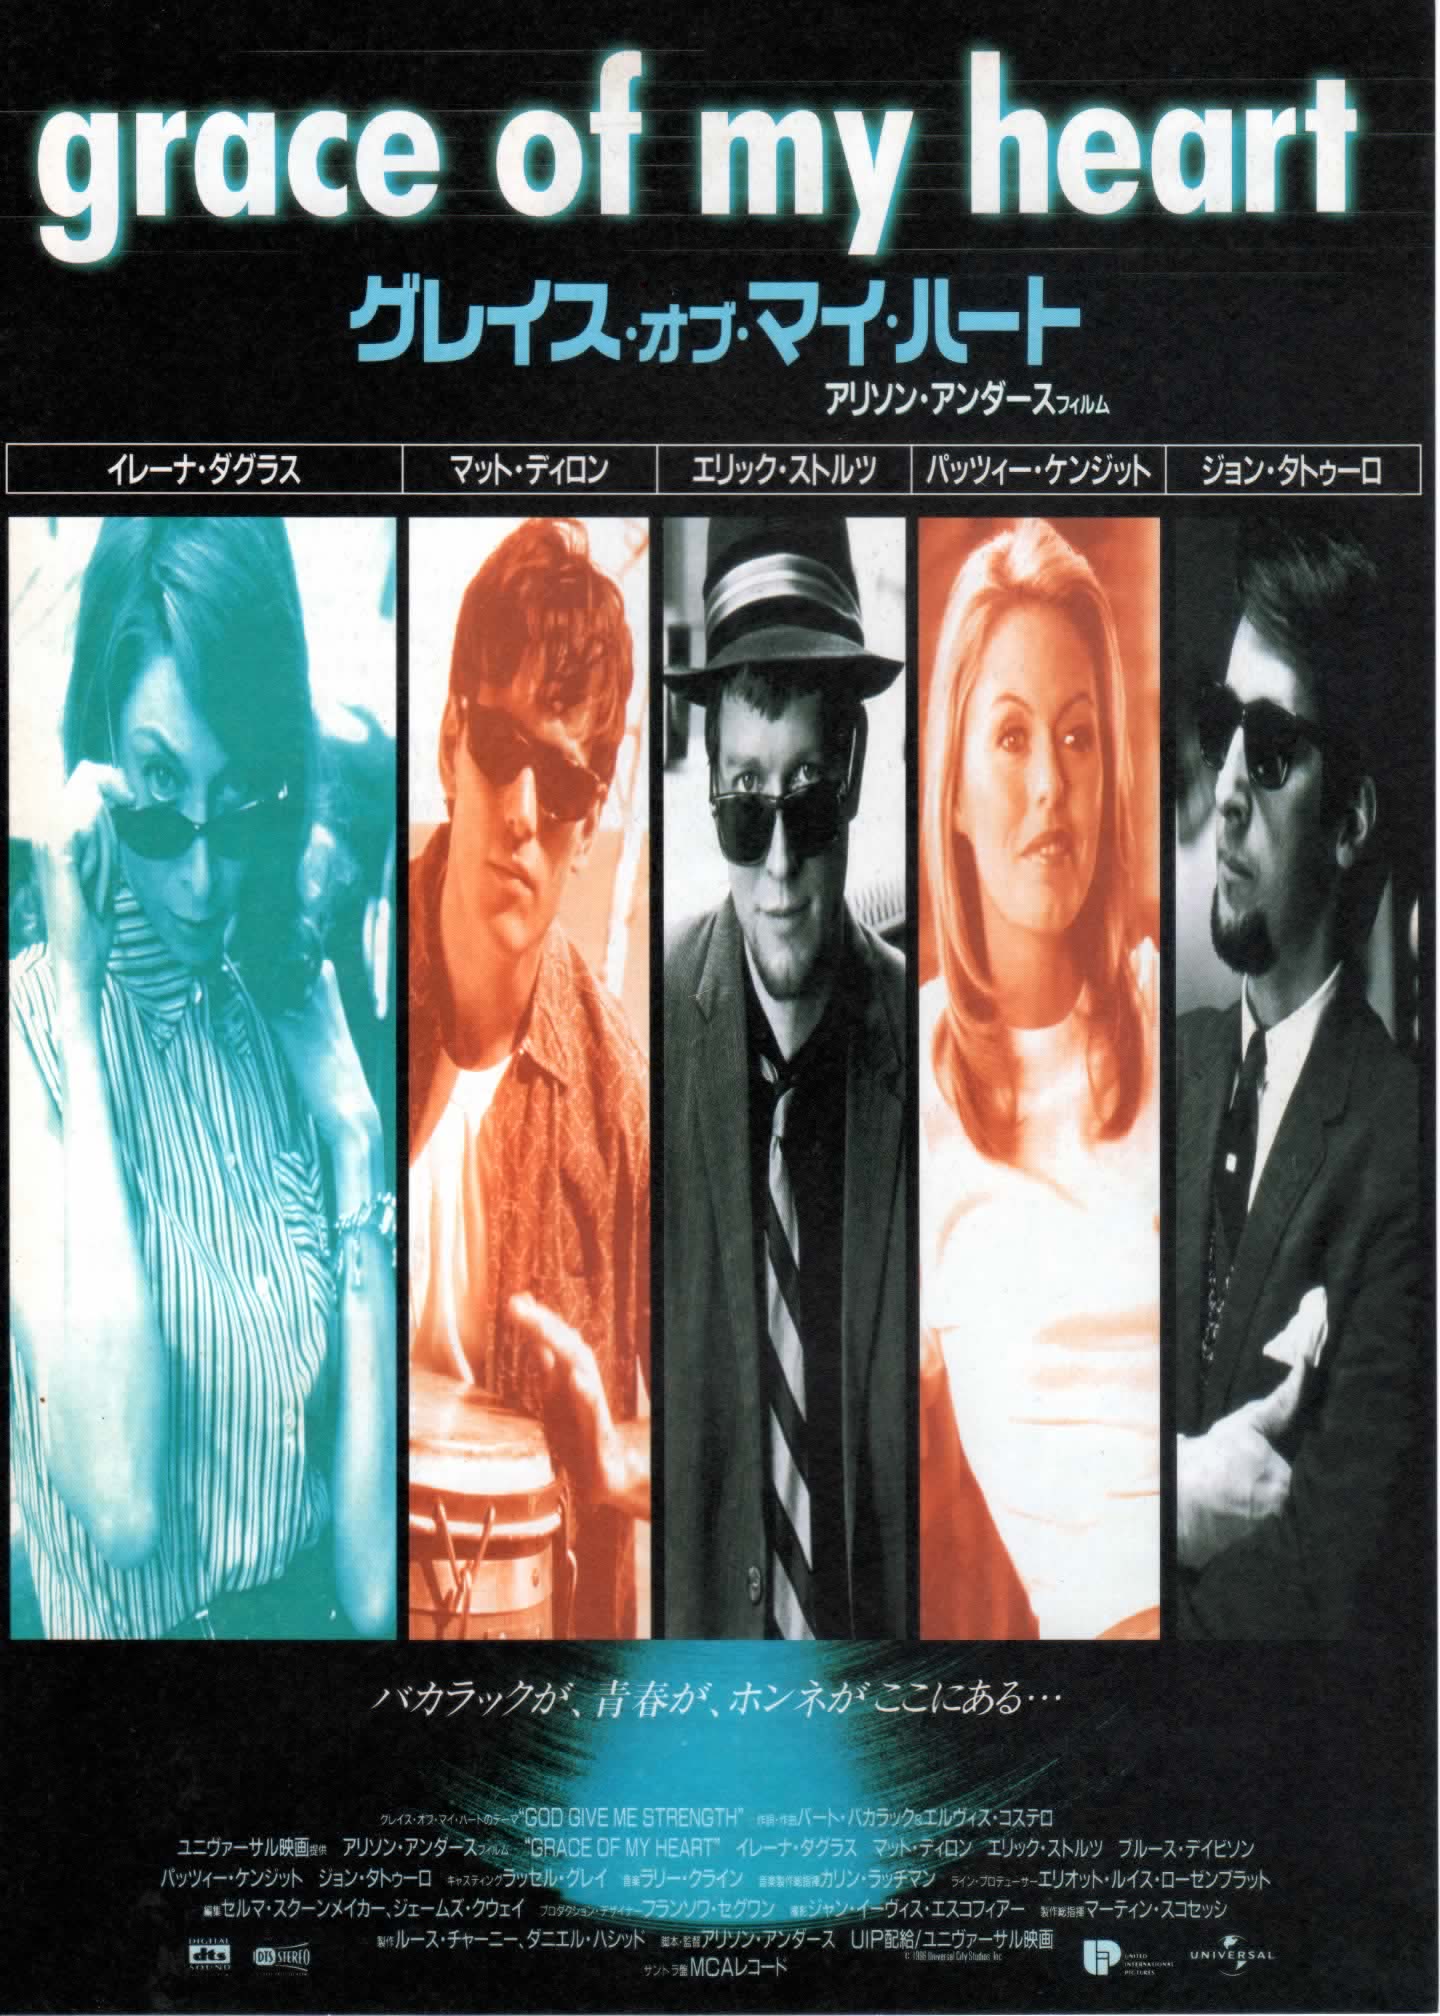 grace of my heart
グレイス・オブ・マイ・ハート
アリソン・アンダースフィルム
イレーナ・ダグラス マット・ディロン エリック・ストルツ パッツィー・ケンジット ジョン・タトゥーロ
バカラックが、青春が、ホンネがここにある…
グレイス・オブ・マイ・ハートのテーマ“GOD GIVE ME STRENGTH” 作詞・作曲バート・バカラック&エルヴィス・コステロ
ユニヴァーサル映画提供 アリソン・アンダースフィルム “GRACE OF MY HEART” イレーナ・ダグラス マット・ディロン エリック・ストルツ ブルース・デイビソン
パッツィー・ケンジット ジョン・タトゥーロ キャスティングラッセル・グレイ 音楽ラリー・クライン 音楽製作総指揮カリン・ラッチマン ライン・プロデューサーエリオット・ルイス・ローゼンブラット
編集セルマ・スクーンメイカー、ジェームズ・クウェイ プロダクション・デザイナーフランソワ・セグワン 撮影ジャン・イーヴィス・エスコフィアー 製作総指揮マーティン・スコセッシ
製作ルース・チャーニー、ダニエル・ハシッド 脚本・監督アリソン・アンダース UIP配給/ユニヴァーサル映画
© 1996 Universal City Studios, Inc
サントラ盤MCAレコード
DIGITAL dts SOUND
DTS STEREO
UNITED INTERNATIONAL PICTURES
UNIVERSAL